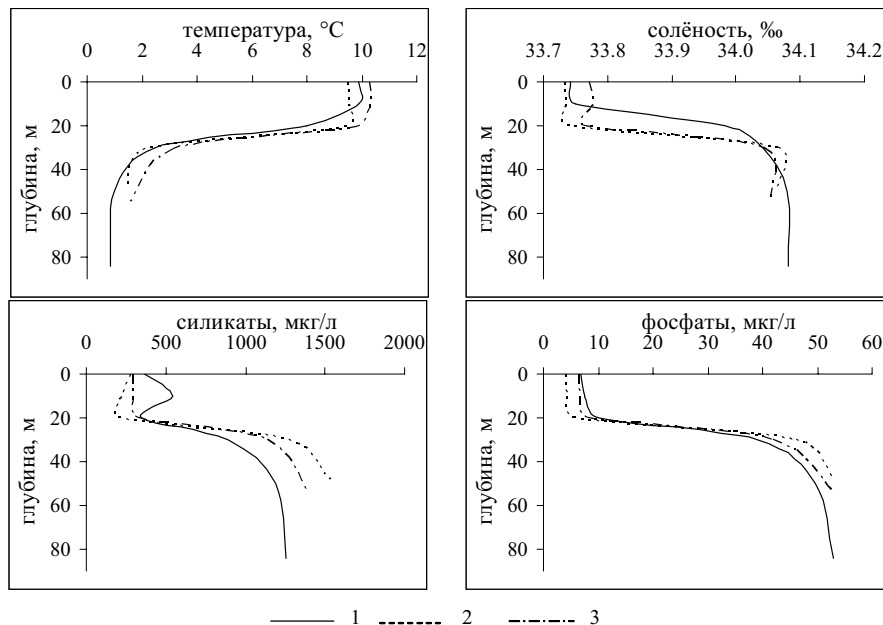 температура, °C
0 2 4 6 8 10 12
0
20
40
60
80
глубина, м
солёность, ‰
33.7 33.8 33.9 34.0 34.1 34.2
0
20
40
60
80
глубина, м
силикаты, мкг/л
0 500 1000 1500 2000
0
20
40
60
80
глубина, м
фосфаты, мкг/л
0 10 20 30 40 50 60
0
20
40
60
80
глубина, м
1 2 3